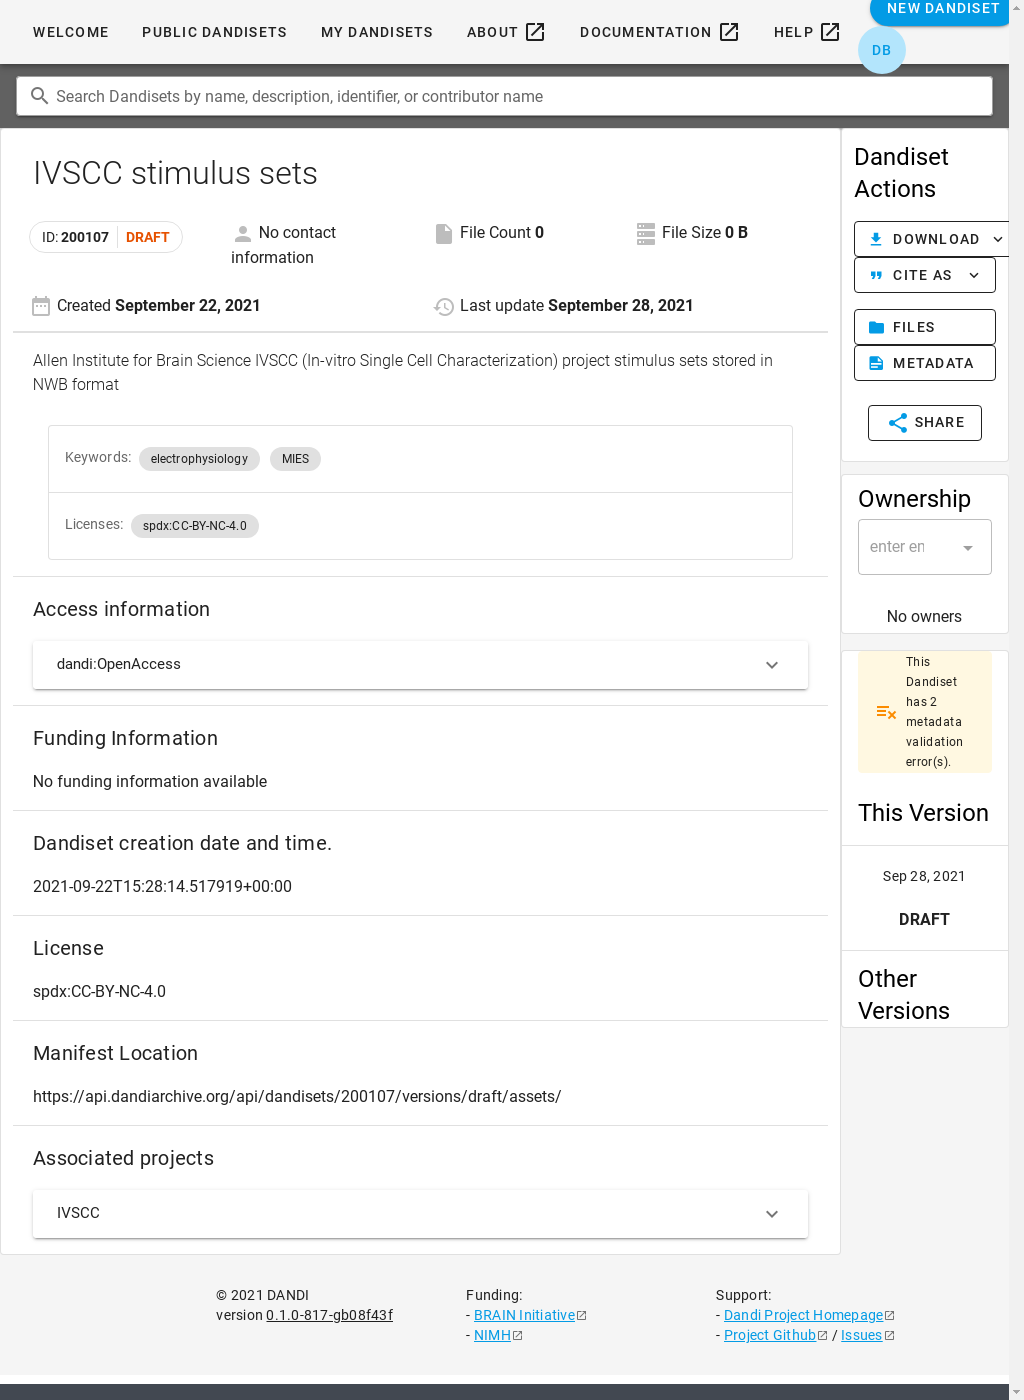 WELCOME PUBLIC DANDISETS MY DANDISETS ABOUT DOCUMENTATION HELP NEW DANDISET
DB
Search Dandisets by name, description, identifier, or contributor name
IVSCC stimulus sets
ID: 200107 DRAFT
No contact information
File Count 0
File Size 0 B
Created September 22, 2021
Last update September 28, 2021
Allen Institute for Brain Science IVSCC (In-vitro Single Cell Characterization) project stimulus sets stored in
NWB format
Keywords: electrophysiology MIES
Licenses: spdx:CC-BY-NC-4.0
Access information
dandi:OpenAccess
Funding Information
No funding information available
Dandiset creation date and time.
2021-09-22T15:28:14.517919+00:00
License
spdx:CC-BY-NC-4.0
Manifest Location
https://api.dandiarchive.org/api/dandisets/200107/versions/draft/assets/
Associated projects
IVSCC
Dandiset
Actions
DOWNLOAD
CITE AS
FILES
METADATA
SHARE
Ownership
enter en
No owners
This
Dandiset
has 2
metadata
validation
error(s).
This Version
Sep 28, 2021
DRAFT
Other
Versions
© 2021 DANDI
version 0.1.0-817-gb08f43f
Funding:
- BRAIN Initiative
- NIMH
Support:
- Dandi Project Homepage
- Project Github / Issues